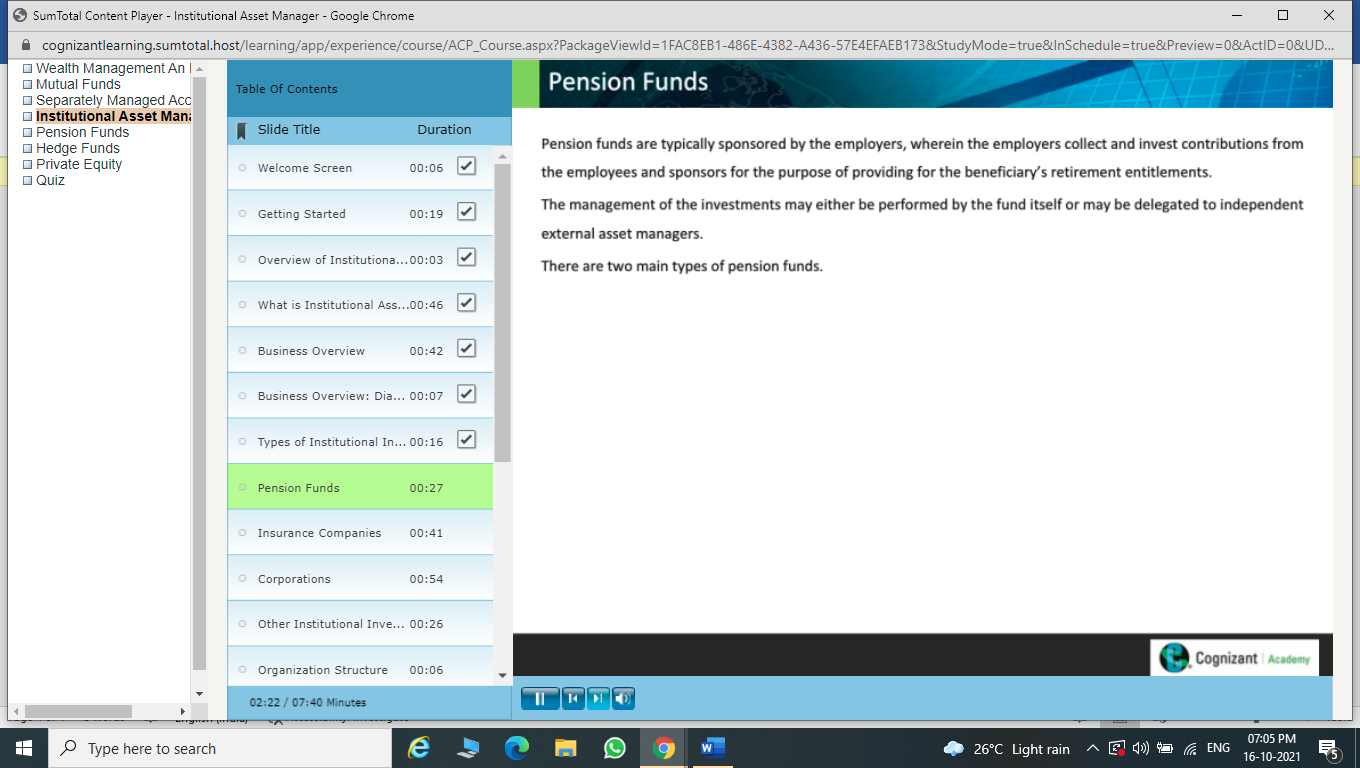 SumTotal Content Player - Institutional Asset Manager - Google Chrome
cognizantlearning.sumtotal.host/learning/app/experience/course/ACP_Course.aspx?PackageViewId=1FAC8EB1-486E-4382-A436-57E4EFAEB173&StudyMode=true&InSchedule=true&Preview=0&ActID=0&UD...
Wealth Management An
Mutual Funds
Separately Managed Acc
Institutional Asset Mana
Pension Funds
Hedge Funds
Private Equity
Quiz
Table Of Contents
Slide Title Duration
Welcome Screen 00:06
Getting Started 00:19
Overview of Institutiona...00:03
What is Institutional Ass...00:46
Business Overview 00:42
Business Overview: Dia... 00:07
Types of Institutional In... 00:16
Pension Funds 00:27
Insurance Companies 00:41
Corporations 00:54
Other Institutional Inve... 00:26
Organization Structure 00:06
02:22 / 07:40 Minutes
Pension Funds
Pension funds are typically sponsored by the employers, wherein the employers collect and invest contributions from
the employees and sponsors for the purpose of providing for the beneficiary's retirement entitlements.
The management of the investments may either be performed by the fund itself or may be delegated to independent
external asset managers.
There are two main types of pension funds.
Cognizant | Academy
Type here to search
26°C Light rain
ENG
07:05 PM
16-10-2021
5